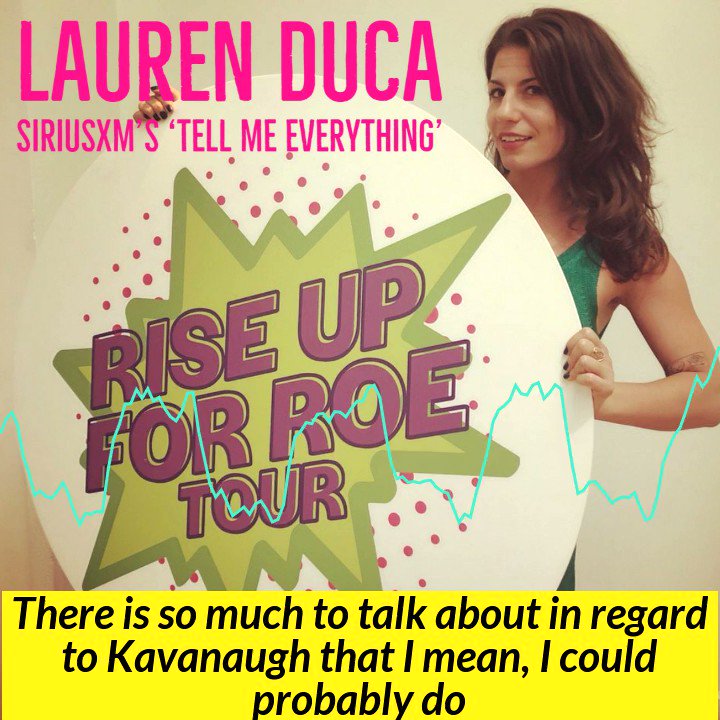 LAUREN DUCA
SIRIUSXM'S 'TELL ME EVERYTHING'
RISE UP
FOR ROE
TOUR
There is so much to talk about in regard
to Kavanaugh that I mean, I could
probably do